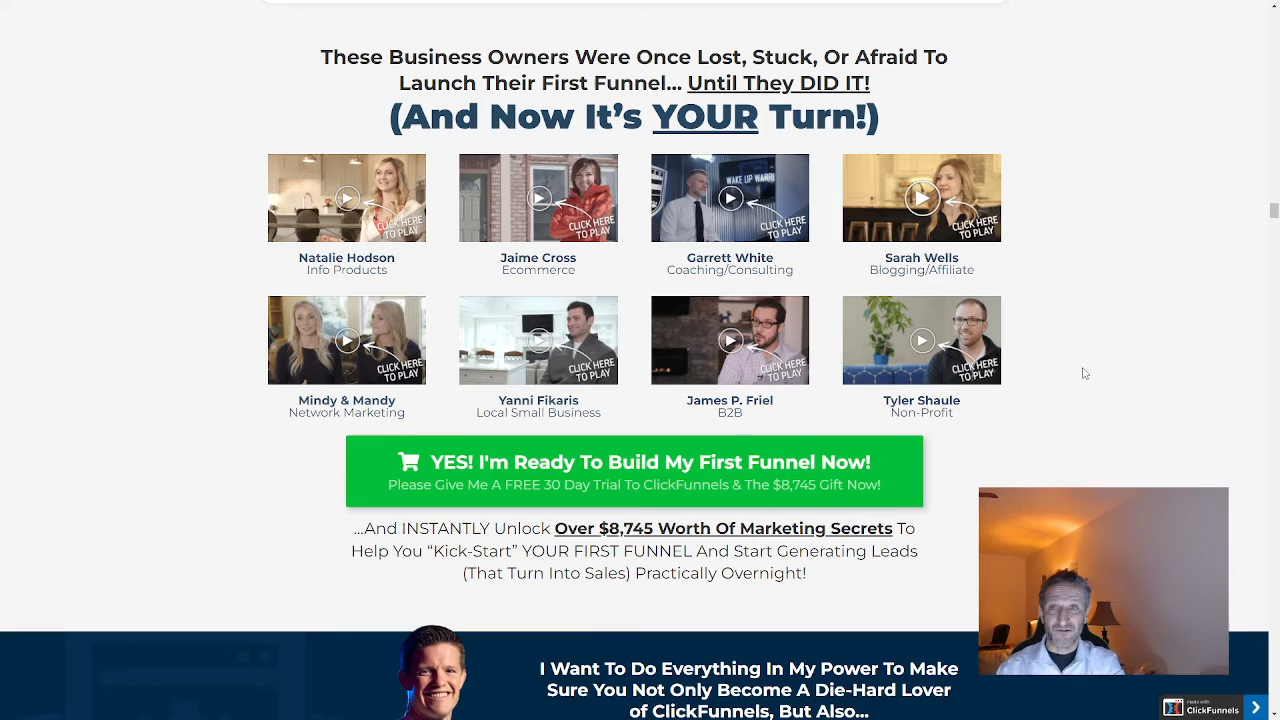 These Business Owners Were Once Lost, Stuck, Or Afraid To
Launch Their First Funnel... Until They DID IT!
(And Now It’s YOUR Turn!)
CLICK HERE
TO PLAY
CLICK HERE
TO PLAY
WAKE UP WARRI
CLICK HERE
TO PLAY
CLICK HERE
TO PLAY
Natalie Hodson
Info Products
Jaime Cross
Ecommerce
Garrett White
Coaching/Consulting
Sarah Wells
Blogging/Affiliate
CLICK HERE
TO PLAY
CLICK HERE
TO PLAY
CLICK HERE
TO PLAY
CLICK HERE
TO PLAY
Mindy & Mandy
Network Marketing
Yanni Fikaris
Local Small Business
James P. Friel
B2B
Tyler Shaule
Non-Profit
YES! I'm Ready To Build My First Funnel Now!
Please Give Me A FREE 30 Day Trial To ClickFunnels & The $8,745 Gift Now!
...And INSTANTLY Unlock Over $8,745 Worth Of Marketing Secrets To
Help You “Kick-Start” YOUR FIRST FUNNEL And Start Generating Leads
(That Turn Into Sales) Practically Overnight!
I Want To Do Everything In My Power To Make
Sure You Not Only Become A Die-Hard Lover
of ClickFunnels, But Also...
made with
ClickFunnels